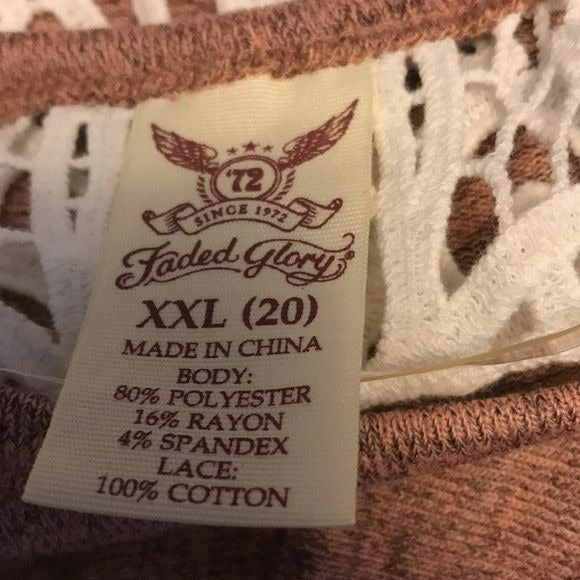 '72
SINCE 1972
Faded Glory®
XXL (20)
MADE IN CHINA
BODY:
80% POLYESTER
16% RAYON
4% SPANDEX
LACE:
100% COTTON